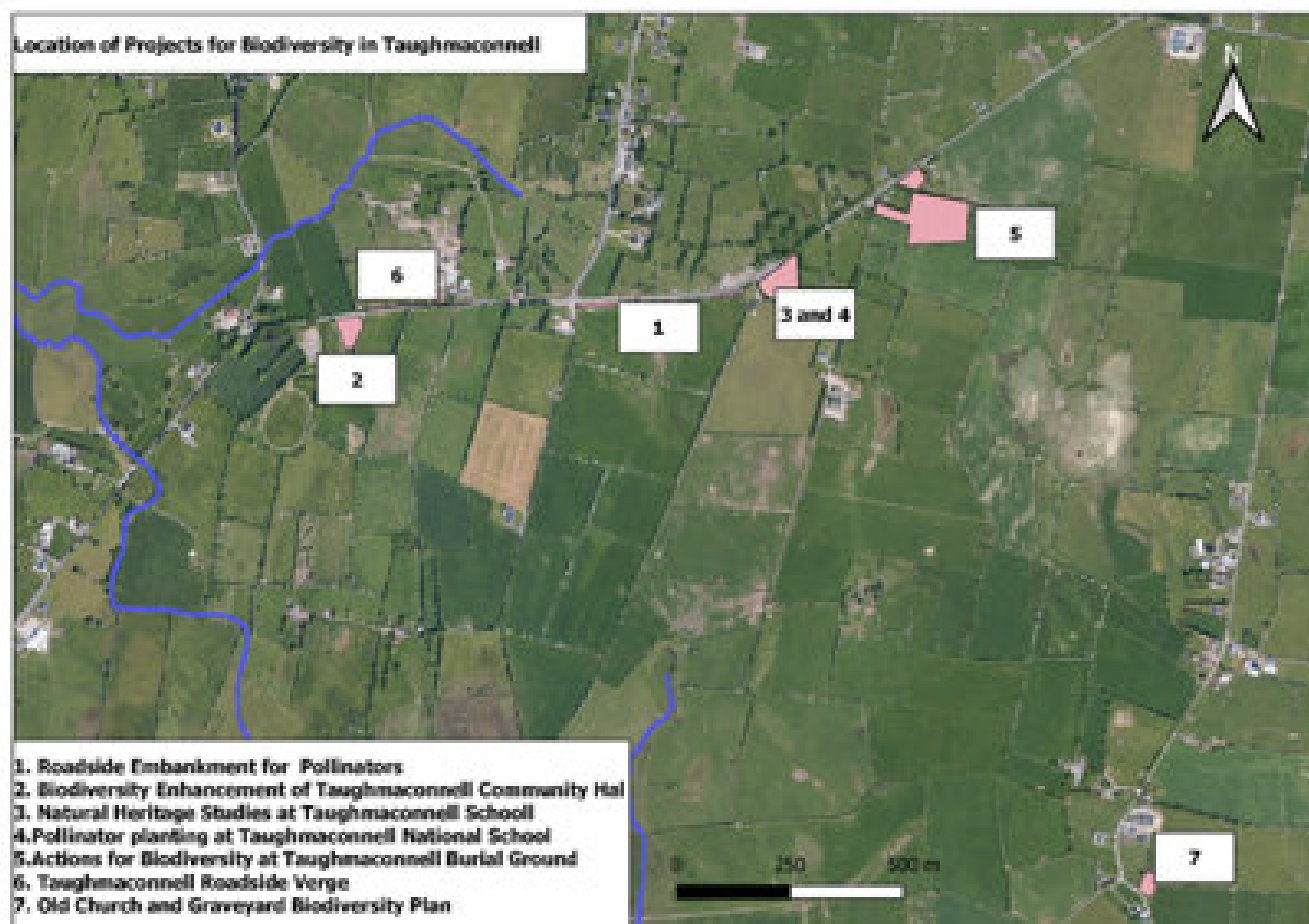 Location of Projects for Biodiversity in Taughmaconnell
N
5
6
3 and 4
1
2
1. Roadside Embankment for Pollinators
2. Biodiversity Enhancement of Taughmaconnell Community Hal
3. Natural Heritage Studies at Taughmaconnell Schooll
4.Pollinator planting at Taughmaconnell National School
5.Actions for Biodiversity at Taughmaconnell Burial Ground
6. Taughmaconnell Roadside Verge
7. Old Church and Graveyard Biodiversity Plan
0 250 500 m
7